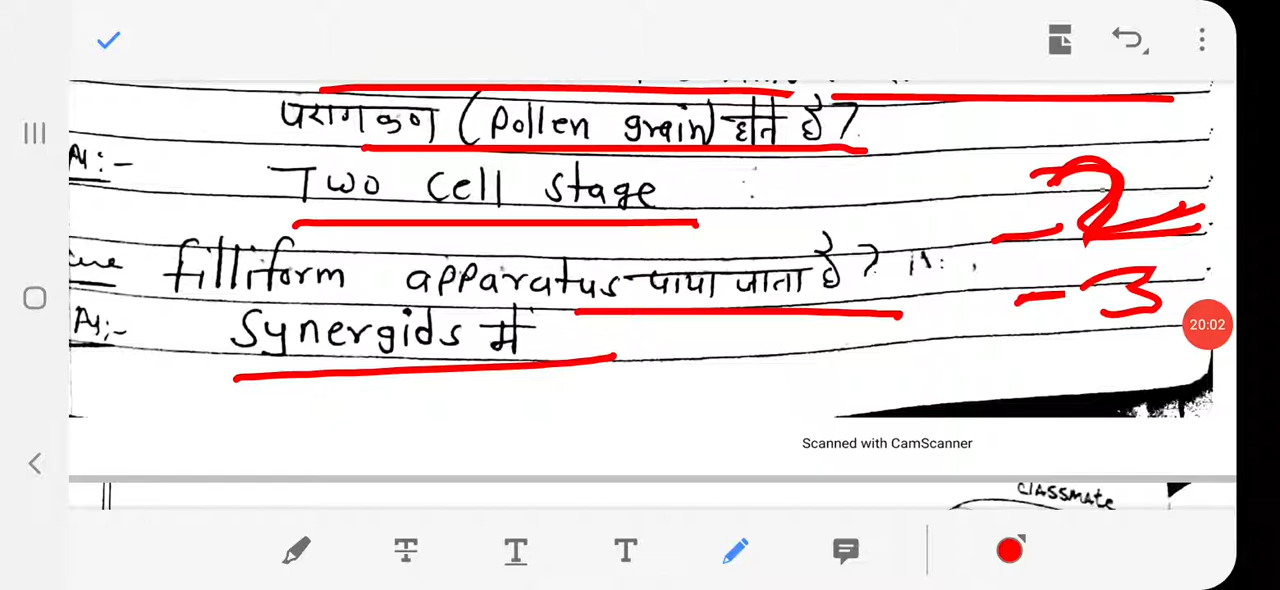 परागकण (Pollen grain) होते है?
A:-
Two cell stage
-2
filliform apparatus पाया जाता है?
-3
20:02
A:-
Synergids में
Scanned with CamScanner
classmate